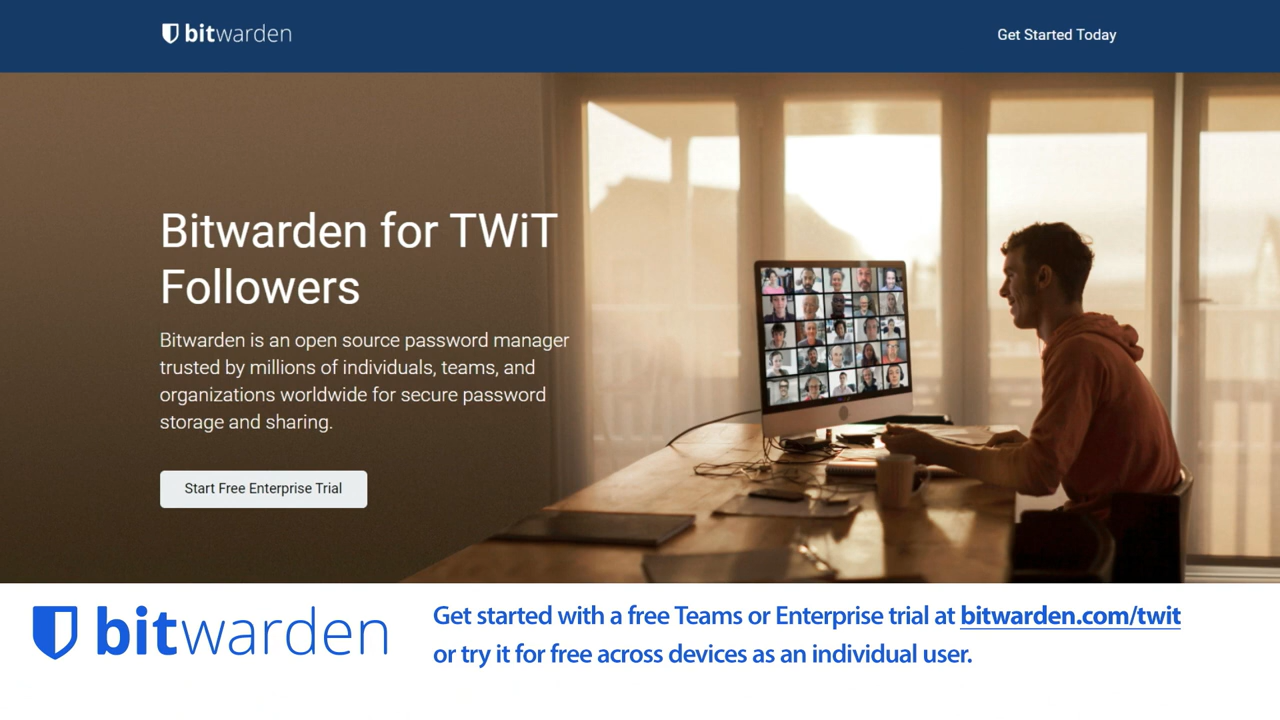 bitwarden
Get Started Today
Bitwarden for TWiT
Followers
Bitwarden is an open source password manager
trusted by millions of individuals, teams, and
organizations worldwide for secure password
storage and sharing.
Start Free Enterprise Trial
bitwarden
Get started with a free Teams or Enterprise trial at bitwarden.com/twit
or try it for free across devices as an individual user.